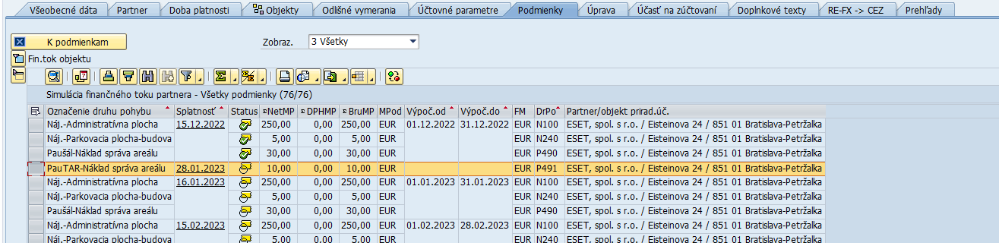 Všeobecné dáta Partner Doba platnosti Objekty Odlišné vymerania Účtovné parametre Podmienky Úprava Účasť na zúčtovaní Doplnkové texty RE-FX -> CEZ Prehľady
K podmienkam Zobraz. 3 Všetky
Fin.tok objektu
Simulácia finančného toku partnera - Všetky podmienky (76/76)
Označenie druhu pohybu Splatnosť Status ΣNetMP Σ DPHMP Σ BruMP MPod Výpoč.od Výpoč.do FM DrPo Partner/objekt prirad.úč.
Náj.-Administratívna plocha 15.12.2022 250,00 0,00 250,00 EUR 01.12.2022 31.12.2022 EUR N100 ESET, spol. s r.o. / Eisteinova 24 / 851 01 Bratislava-Petržalka
Náj.-Parkovacia plocha-budova 5,00 0,00 5,00 EUR EUR N240 ESET, spol. s r.o. / Eisteinova 24 / 851 01 Bratislava-Petržalka
Paušál-Náklad správa areálu 30,00 0,00 30,00 EUR EUR P490 ESET, spol. s r.o. / Eisteinova 24 / 851 01 Bratislava-Petržalka
PauTAR-Náklad správa areálu 28.01.2023 10,00 0,00 10,00 EUR EUR P491 ESET, spol. s r.o. / Eisteinova 24 / 851 01 Bratislava-Petržalka
Náj.-Administratívna plocha 16.01.2023 250,00 0,00 250,00 EUR 01.01.2023 31.01.2023 EUR N100 ESET, spol. s r.o. / Eisteinova 24 / 851 01 Bratislava-Petržalka
Náj.-Parkovacia plocha-budova 5,00 0,00 5,00 EUR EUR N240 ESET, spol. s r.o. / Eisteinova 24 / 851 01 Bratislava-Petržalka
Paušál-Náklad správa areálu 30,00 0,00 30,00 EUR EUR P490 ESET, spol. s r.o. / Eisteinova 24 / 851 01 Bratislava-Petržalka
Náj.-Administratívna plocha 15.02.2023 250,00 0,00 250,00 EUR 01.02.2023 28.02.2023 EUR N100 ESET, spol. s r.o. / Eisteinova 24 / 851 01 Bratislava-Petržalka
Náj.-Parkovacia plocha-budova 5,00 0,00 5,00 EUR EUR N240 ESET, spol. s r.o. / Eisteinova 24 / 851 01 Bratislava-Petržalka